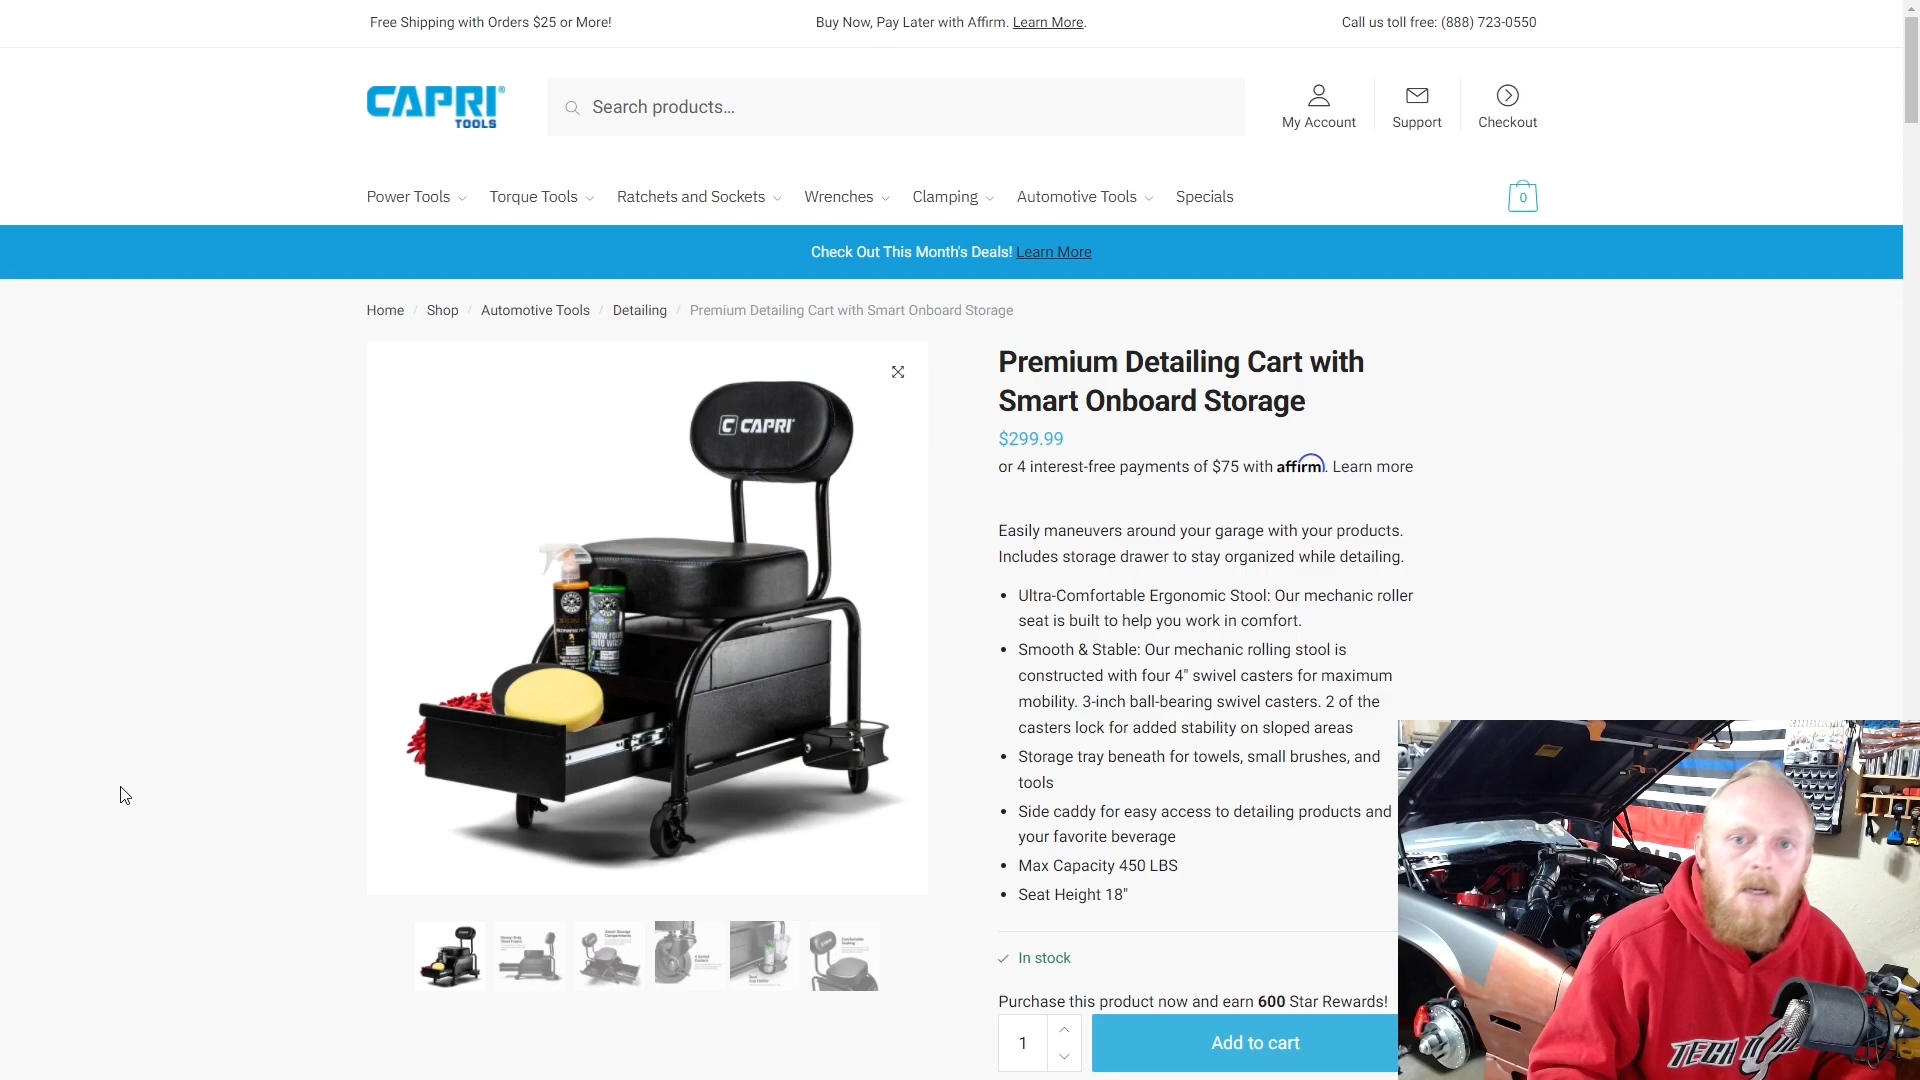 Free Shipping with Orders $25 or More!
Buy Now, Pay Later with Affirm. Learn More.
Call us toll free: (888) 723-0550
CAPRI®
TOOLS
Search products...
My Account
Support
Checkout
Power Tools
Torque Tools
Ratchets and Sockets
Wrenches
Clamping
Automotive Tools
Specials
0
Check Out This Month's Deals! Learn More
Home / Shop / Automotive Tools / Detailing / Premium Detailing Cart with Smart Onboard Storage
C CAPRI
Premium Detailing Cart with
Smart Onboard Storage
$299.99
or 4 interest-free payments of $75 with affirm. Learn more
Easily maneuvers around your garage with your products.
Includes storage drawer to stay organized while detailing.
• Ultra-Comfortable Ergonomic Stool: Our mechanic roller
seat is built to help you work in comfort.
• Smooth & Stable: Our mechanic rolling stool is
constructed with four 4" swivel casters for maximum
mobility. 3-inch ball-bearing swivel casters. 2 of the
casters lock for added stability on sloped areas
• Storage tray beneath for towels, small brushes, and
tools
• Side caddy for easy access to detailing products and
your favorite beverage
• Max Capacity 450 LBS
• Seat Height 18"
In stock
Purchase this product now and earn 600 Star Rewards!
1
Add to cart
TECH